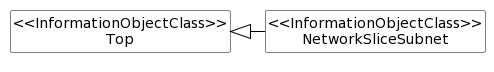 <<InformationObjectClass>>
Top
<<InformationObjectClass>>
NetworkSliceSubnet